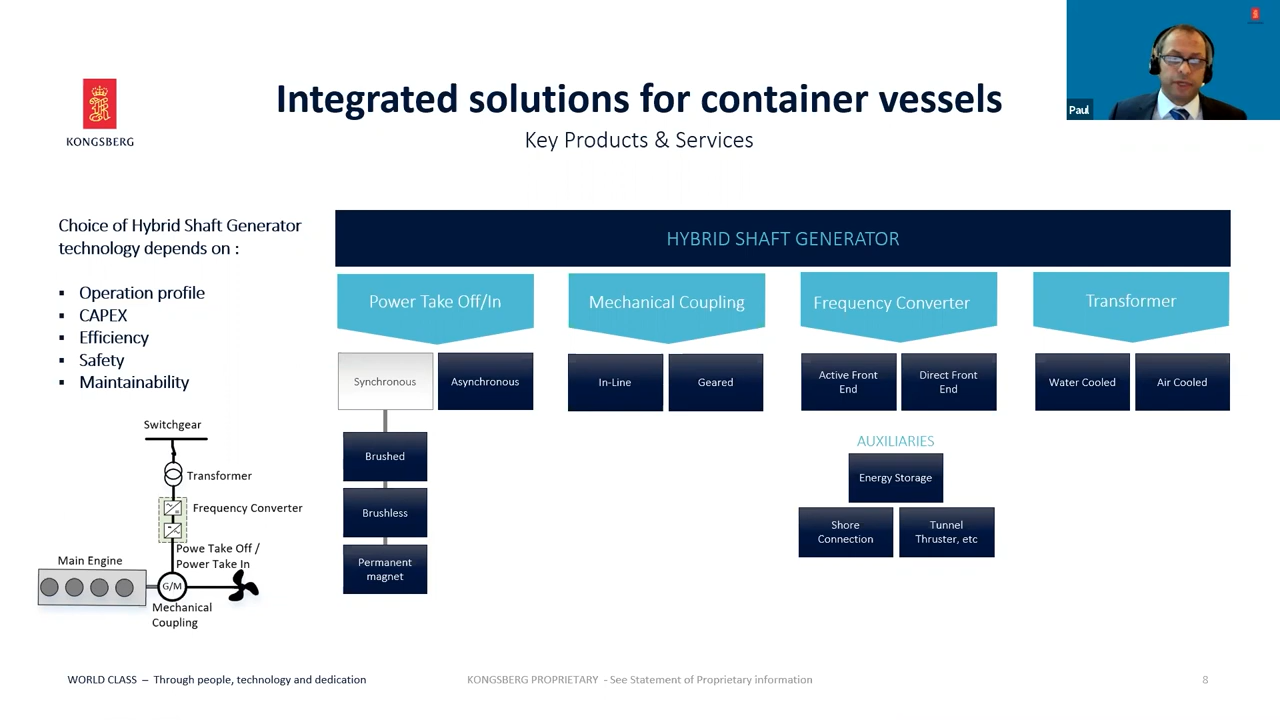 Integrated solutions for container vessels
Key Products & Services
KONGSBERG
Paul
Choice of Hybrid Shaft Generator
technology depends on :
▪ Operation profile
▪ CAPEX
▪ Efficiency
▪ Safety
▪ Maintainability
Switchgear
Transformer
Frequency Converter
Powe Take Off /
Power Take In
Main Engine
G/M
Mechanical
Coupling
HYBRID SHAFT GENERATOR
Power Take Off/In
Mechanical Coupling
Frequency Converter
Transformer
Synchronous
Asynchronous
In-Line
Geared
Active Front
End
Direct Front
End
Water Cooled
Air Cooled
Brushed
Brushless
Permanent
magnet
AUXILIARIES
Energy Storage
Shore
Connection
Tunnel
Thruster, etc
WORLD CLASS – Through people, technology and dedication
KONGSBERG PROPRIETARY - See Statement of Proprietary information
8